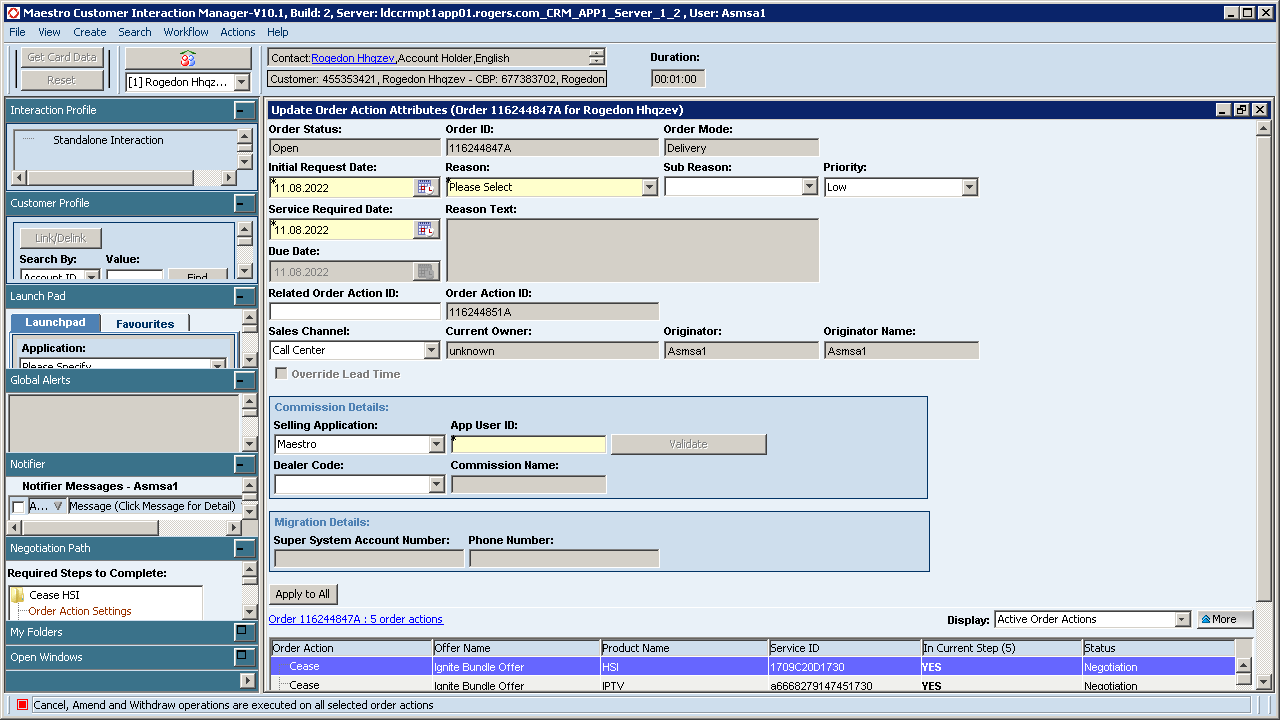 Maestro Customer Interaction Manager-V10.1, Build: 2, Server: ldccrmpt1app01.rogers.com_CRM_APP1_Server_1_2 , User: Asmsa1
File View Create Search Workflow Actions Help
Get Card Data
Reset
[1] Rogedon Hhqz...
Contact:Rogedon Hhqzev,Account Holder,English
Customer: 455353421, Rogedon Hhqzev - CBP: 677383702, Rogedon
Duration:
00:01:00
Interaction Profile
Standalone Interaction
Customer Profile
Link/Delink
Search By: Value:
Account ID Find
Launch Pad
Launchpad Favourites
Application:
Please Specify
Global Alerts
Notifier
Notifier Messages - Asmsa1
A... Message (Click Message for Detail)
Negotiation Path
Required Steps to Complete:
Cease HSI
Order Action Settings
My Folders
Open Windows
Update Order Action Attributes (Order 116244847A for Rogedon Hhqzev)
Order Status: Order ID: Order Mode:
Open 116244847A Delivery
Initial Request Date: Reason: Sub Reason: Priority:
*11.08.2022 *Please Select Low
Service Required Date: Reason Text:
*11.08.2022
Due Date:
11.08.2022
Related Order Action ID: Order Action ID:
116244851A
Sales Channel: Current Owner: Originator: Originator Name:
Call Center unknown Asmsa1 Asmsa1
Override Lead Time
Commission Details:
Selling Application: App User ID:
Maestro * Validate
Dealer Code: Commission Name:
Migration Details:
Super System Account Number: Phone Number:
Apply to All
Order 116244847A : 5 order actions
Display: Active Order Actions More
Order Action Offer Name Product Name Service ID In Current Step (5) Status
Cease Ignite Bundle Offer HSI 1709C20D1730 YES Negotiation
Cease Ignite Bundle Offer IPTV a6668279147451730 YES Negotiation
Cancel, Amend and Withdraw operations are executed on all selected order actions